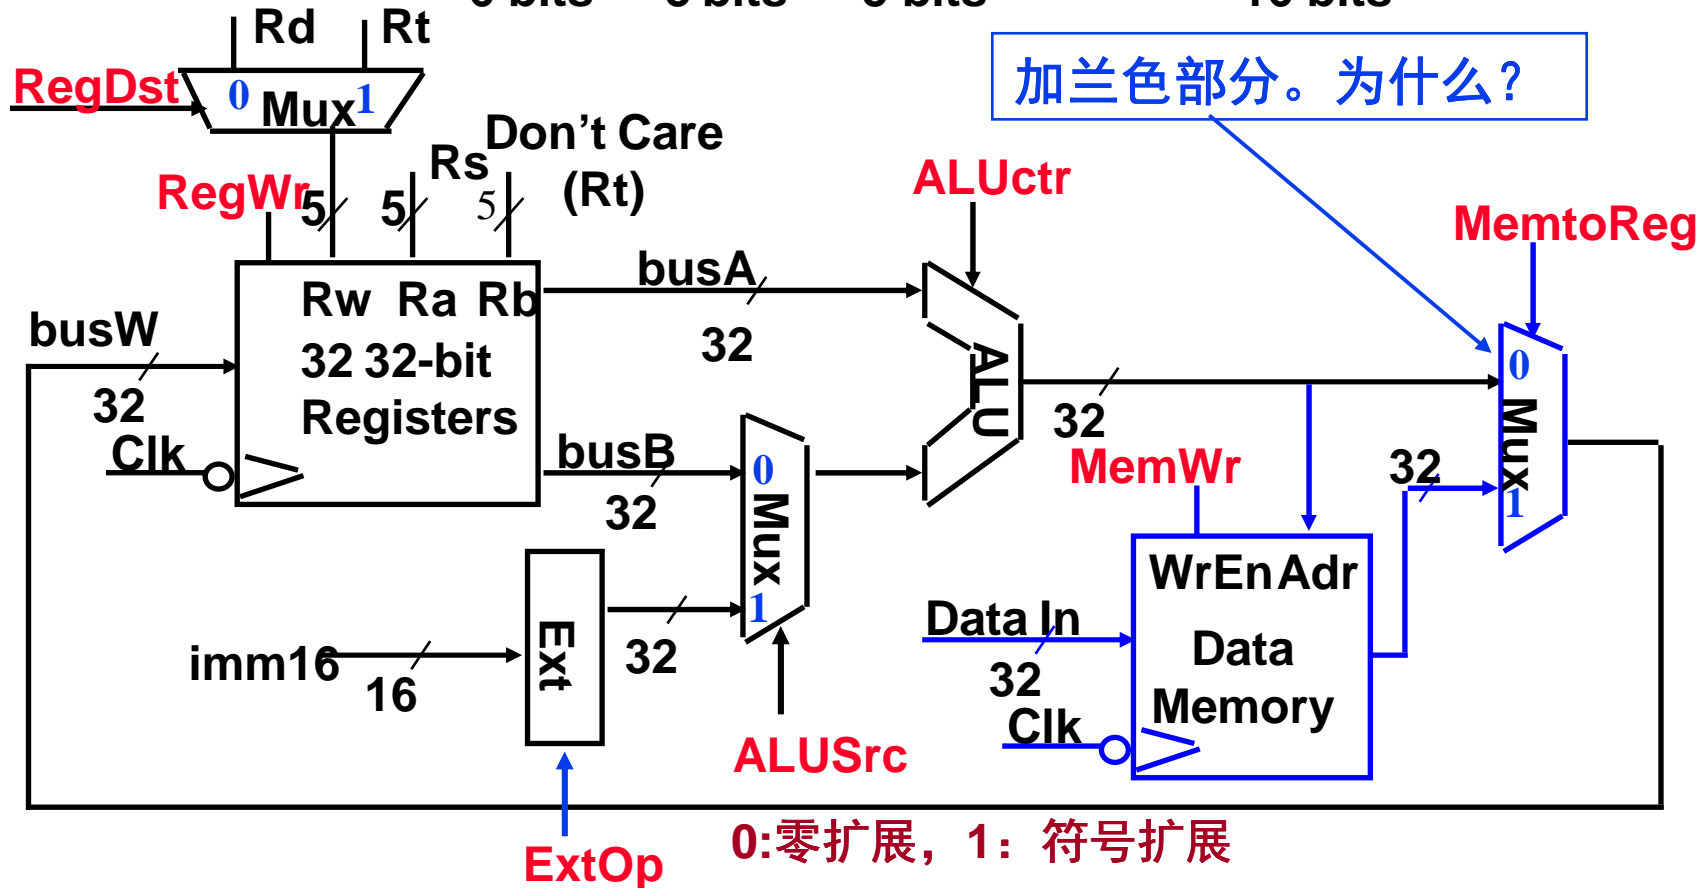 Rd Rt
RegDst
0 Mux 1
加兰色部分。为什么？
Don't Care
(Rt)
Rs
RegWr
5 5 5
ALUctr
MemtoReg
busA
32
Rw Ra Rb
32 32-bit
Registers
busW
32
Clk
busB
32
0
Mux
1
ALU
32
MemWr
0
Mux
1
32
WrEn Adr
Data
Memory
Data In
32
Clk
imm16
16
Ext
32
ALUSrc
ExtOp
0:零扩展，1：符号扩展